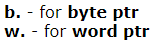 b. - for byte ptr
w. - for word ptr